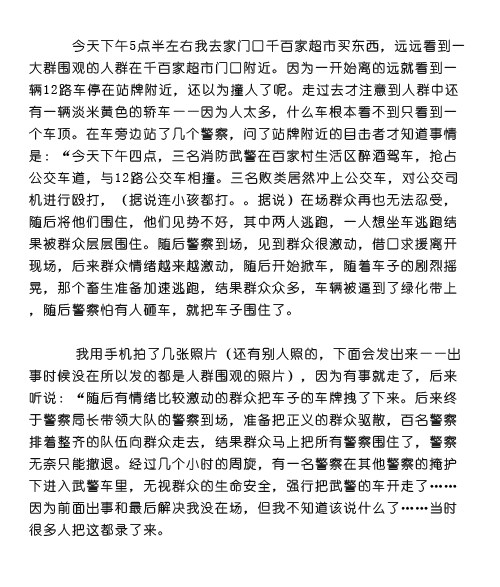 今天下午5点半左右我去家门□千百家超市买东西，远远看到一
大群围观的人群在千百家超市门□附近。因为一开始离的远就看到一
辆12路车停在站牌附近，还以为撞人了呢。走过去才注意到人群中还
有一辆淡米黄色的轿车－－因为人太多，什么车根本看不到只看到一
个车顶。在车旁边站了几个警察，问了站牌附近的目击者才知道事情
是：“今天下午四点，三名消防武警在百家村生活区醉酒驾车，抢占
公交车道，与12路公交车相撞。三名败类居然冲上公交车，对公交司
机进行殴打，（据说连小孩都打。。据说）在场群众再也无法忍受，
随后将他们围住，他们见势不好，其中两人逃跑，一人想坐车逃跑结
果被群众层层围住。随后警察到场，见到群众很激动，借□求援离开
现场，后来群众情绪越来越激动，随后开始掀车，随着车子的剧烈摇
晃，那个畜生准备加速逃跑，结果群众众多，车辆被逼到了绿化带上
，随后警察怕有人砸车，就把车子围住了。
我用手机拍了几张照片（还有别人照的，下面会发出来－－出
事时候没在所以发的都是人群围观的照片），因为有事就走了，后来
听说：“随后有情绪比较激动的群众把车子的车牌拽了下来。后来终
于警察局长带领大队的警察到场，准备把正义的群众驱散，百名警察
排着整齐的队伍向群众走去，结果群众马上把所有警察围住了，警察
无奈只能撤退。经过几个小时的周旋，有一名警察在其他警察的掩护
下进入武警车里，无视群众的生命安全，强行把武警的车开走了……
因为前面出事和最后解决我没在场，但我不知道该说什么了……当时
很多人把这都录了来。